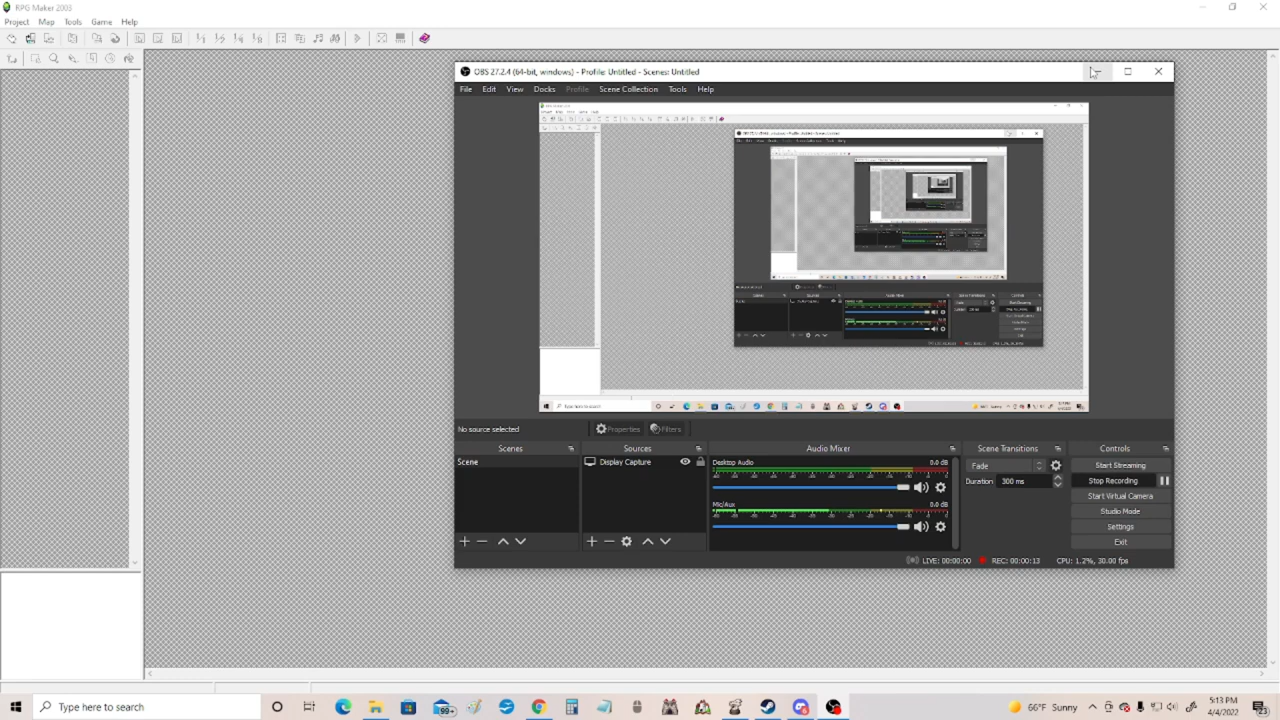 RPG Maker 2003
Project Map Tools Game Help
OBS 27.2.4 (64-bit, windows) - Profile: Untitled - Scenes: Untitled
File Edit View Docks Profile Scene Collection Tools Help
No source selected Properties Filters
Scenes Sources Audio Mixer Scene Transitions Controls
Scene Display Capture Desktop Audio 0.0 dB Fade Start Streaming
Duration 300 ms Stop Recording
Mic/Aux 0.0 dB Start Virtual Camera
Studio Mode
Settings
Exit
LIVE: 00:00:00 REC: 00:00:13 CPU: 1.2%, 30.00 fps
Type here to search 99+ 66°F Sunny 5:13 PM
4/4/2022